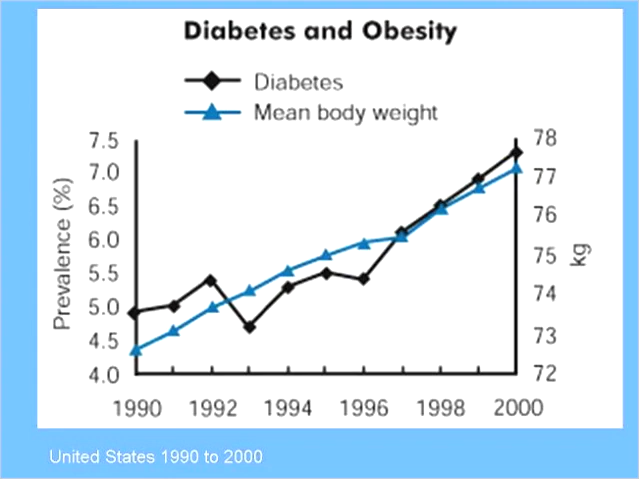 Diabetes and Obesity
Diabetes
Mean body weight
7.5
7.0
6.5
6.0
5.5
5.0
4.5
4.0
Prevalence (%)
78
77
76
75
74
73
72
kg
1990 1992 1994 1996 1998 2000
United States 1990 to 2000